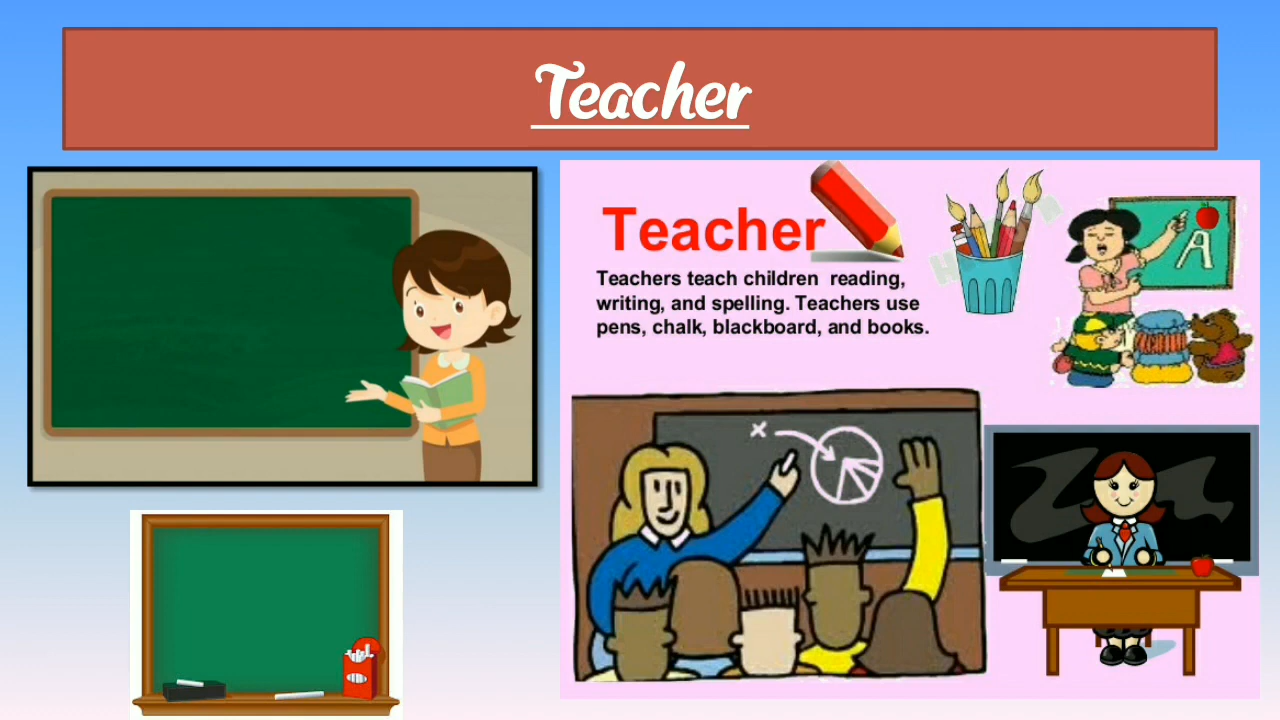 Teacher
Teacher
Teachers teach children reading,
writing, and spelling. Teachers use
pens, chalk, blackboard, and books.
A
x